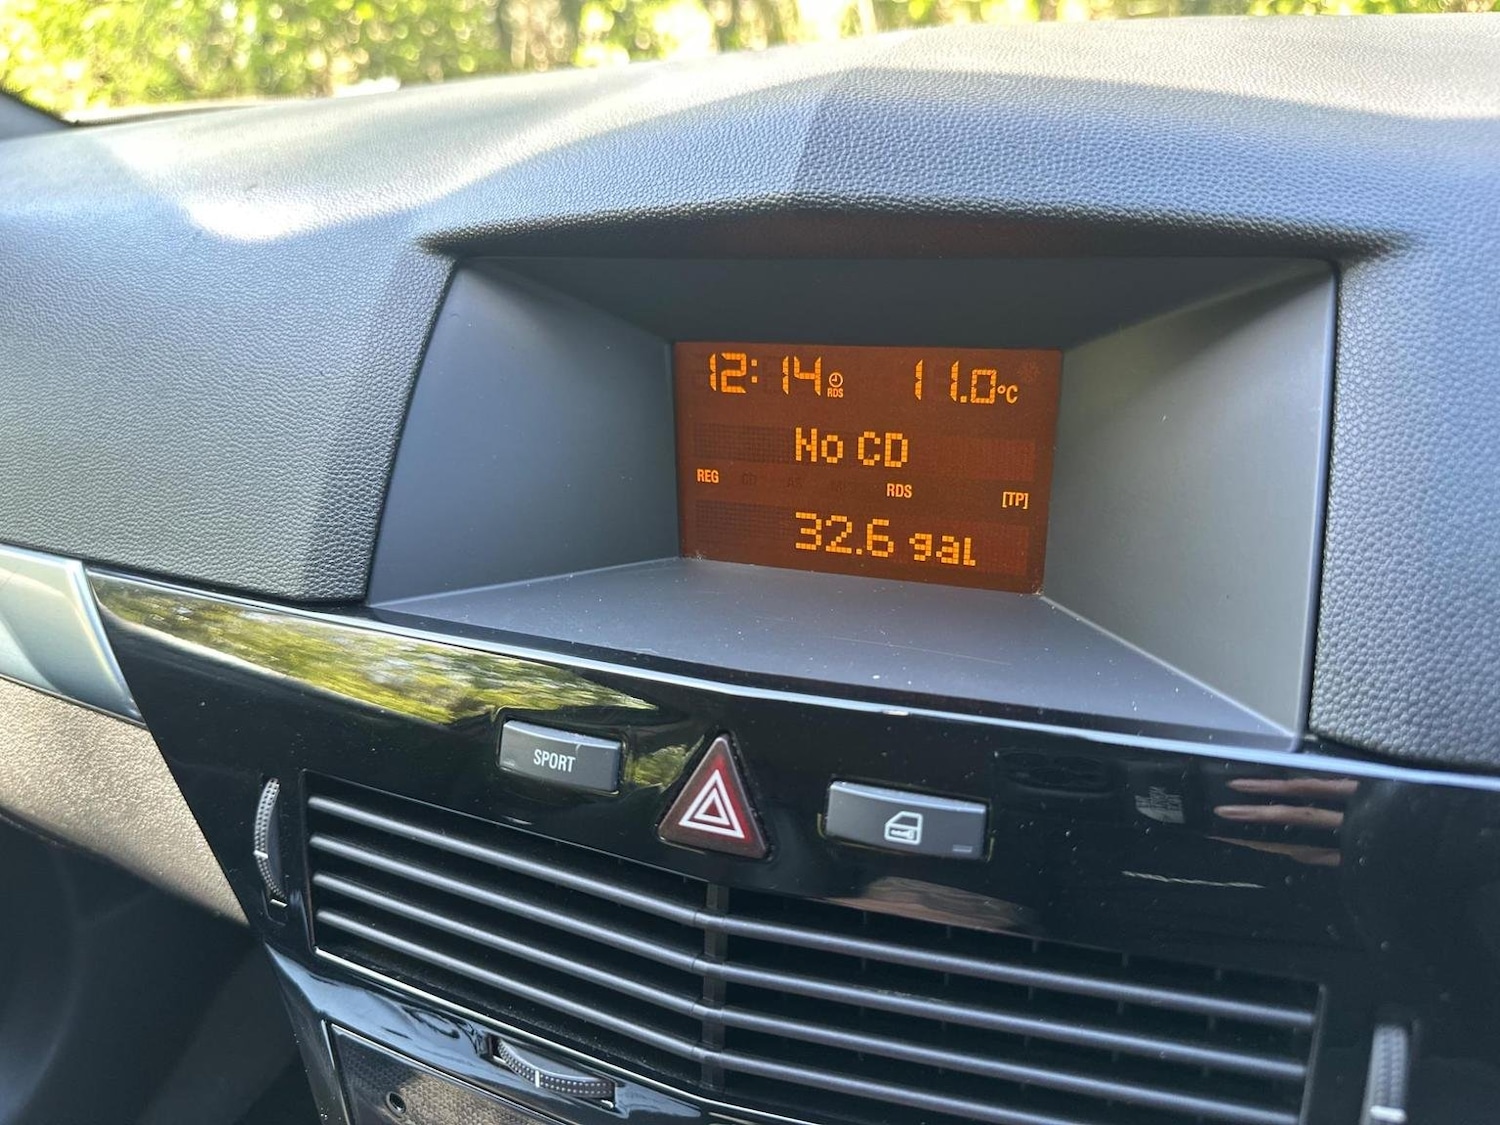 12:14 RDS 11.0°C
No CD
REG RDS [TP]
32.6 gal
SPORT